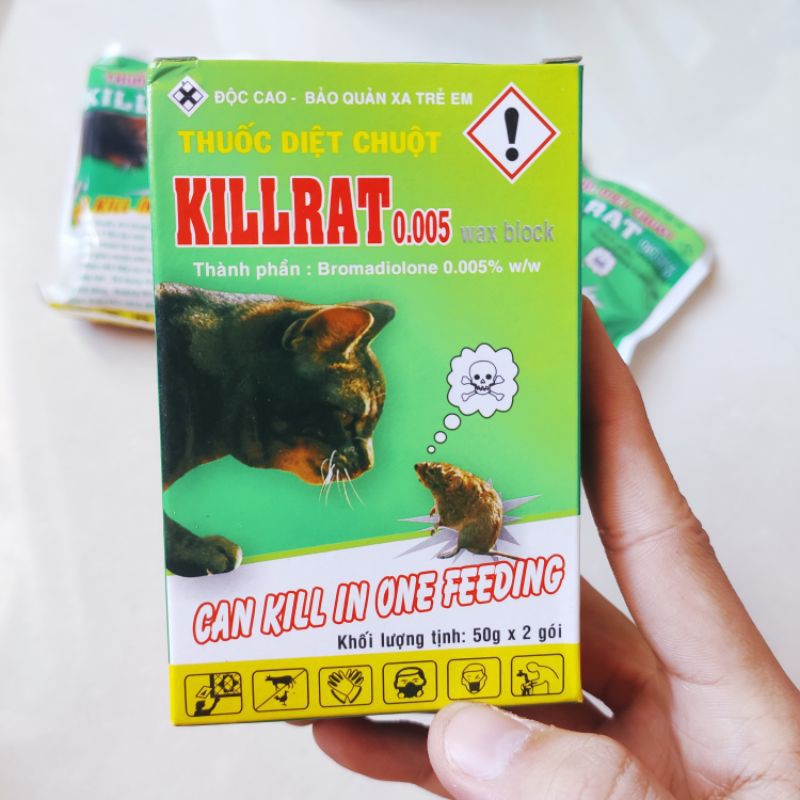 ĐỘC CAO - BẢO QUẢN XA TRẺ EM
THUỐC DIỆT CHUỘT
KILLRAT 0.005 wax block
Thành phần : Bromadiolone 0.005% w/w
CAN KILL IN ONE FEEDING
Khối lượng tịnh: 50g x 2 gói